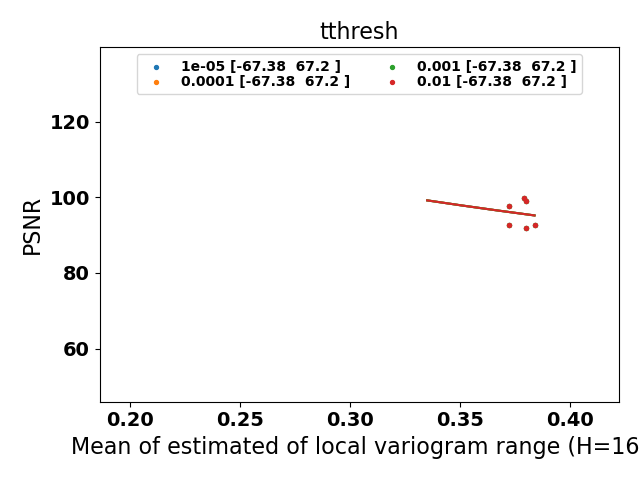 tthresh
1e-05 [-67.38  67.2 ]
0.0001 [-67.38  67.2 ]
0.001 [-67.38  67.2 ]
0.01 [-67.38  67.2 ]
PSNR
120
100
80
60
0.20
0.25
0.30
0.35
0.40
Mean of estimated of local variogram range (H=16